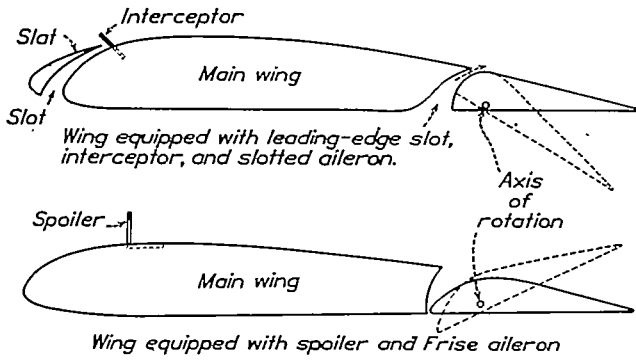 Interceptor
Slat
Main wing
Slot
Wing equipped with leading-edge slot,
interceptor, and slotted aileron.
Axis
of
rotation
Spoiler
Main wing
Wing equipped with spoiler and Frise aileron